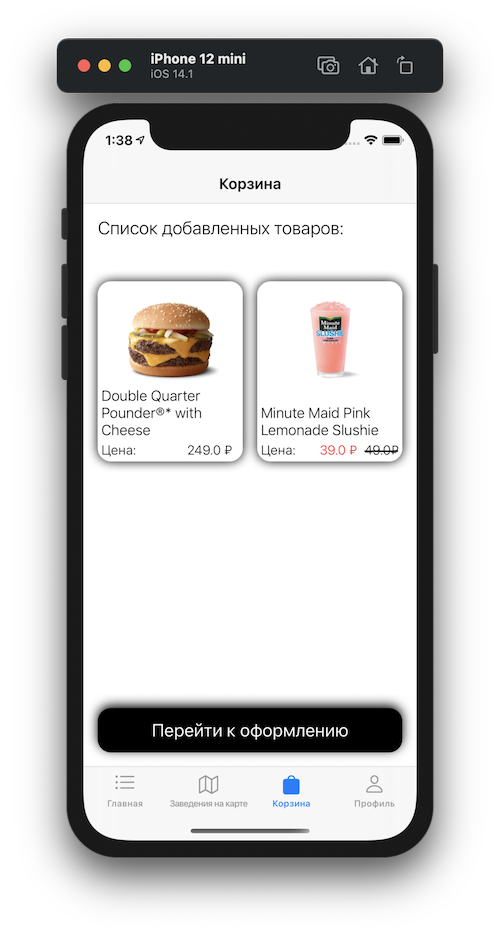 iPhone 12 mini
iOS 14.1
1:38
Корзина
Список добавленных товаров:
Minute
Maid
SLUSHIE
Double Quarter
Pounder®* with
Cheese
Цена: 249.0 ₽
Minute Maid Pink
Lemonade Slushie
Цена: 39.0 ₽ 49.0₽
Перейти к оформлению
Главная
Заведения на карте
Корзина
Профиль